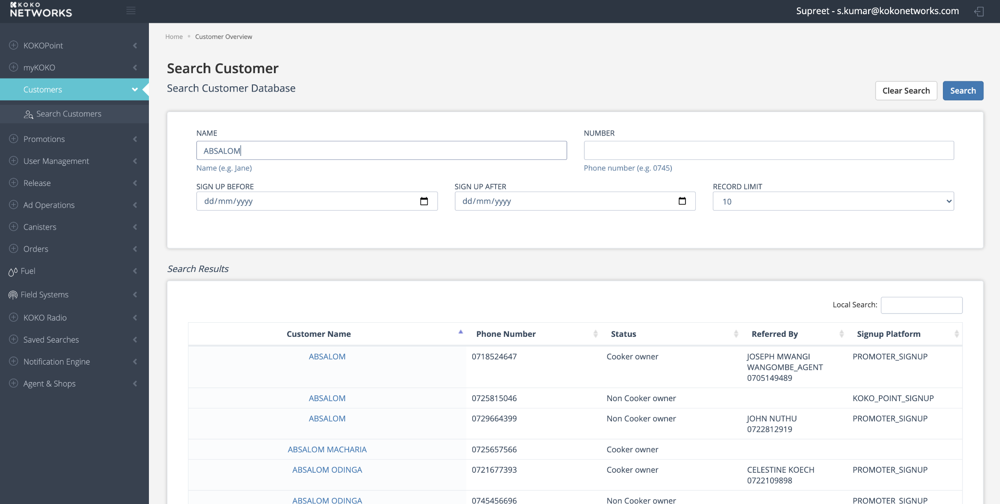 KOKO
NETWORKS
Supreet - s.kumar@kokonetworks.com
KOKOPoint
myKOKO
Customers
Search Customers
Promotions
User Management
Release
Ad Operations
Canisters
Orders
Fuel
Field Systems
KOKO Radio
Saved Searches
Notification Engine
Agent & Shops
Home • Customer Overview
Search Customer
Search Customer Database
Clear Search
Search
NAME
ABSALOM
Name (e.g. Jane)
NUMBER
Phone number (e.g. 0745)
SIGN UP BEFORE
dd/mm/yyyy
SIGN UP AFTER
dd/mm/yyyy
RECORD LIMIT
10
Search Results
Local Search:
Customer Name Phone Number Status Referred By Signup Platform
ABSALOM 0718524647 Cooker owner JOSEPH MWANGI PROMOTER_SIGNUP
WANGOMBE_AGENT
0705149489
ABSALOM 0725815046 Non Cooker owner KOKO_POINT_SIGNUP
ABSALOM 0729664399 Non Cooker owner JOHN NUTHU PROMOTER_SIGNUP
0722812919
ABSALOM MACHARIA 0725657566 Cooker owner
ABSALOM ODINGA 0721677393 Cooker owner CELESTINE KOECH PROMOTER_SIGNUP
0722109898
ABSALOM ODINGA 0745456696 Non Cooker owner PROMOTER_SIGNUP